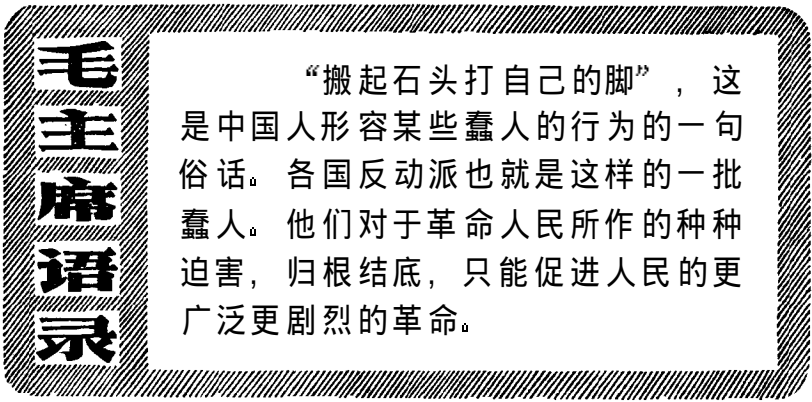 毛主席语录
“搬起石头打自己的脚”，这
是中国人形容某些蠢人的行为的一句
俗话。各国反动派也就是这样的一批
蠢人。他们对于革命人民所作的种种
迫害，归根结底，只能促进人民的更
广泛更剧烈的革命。